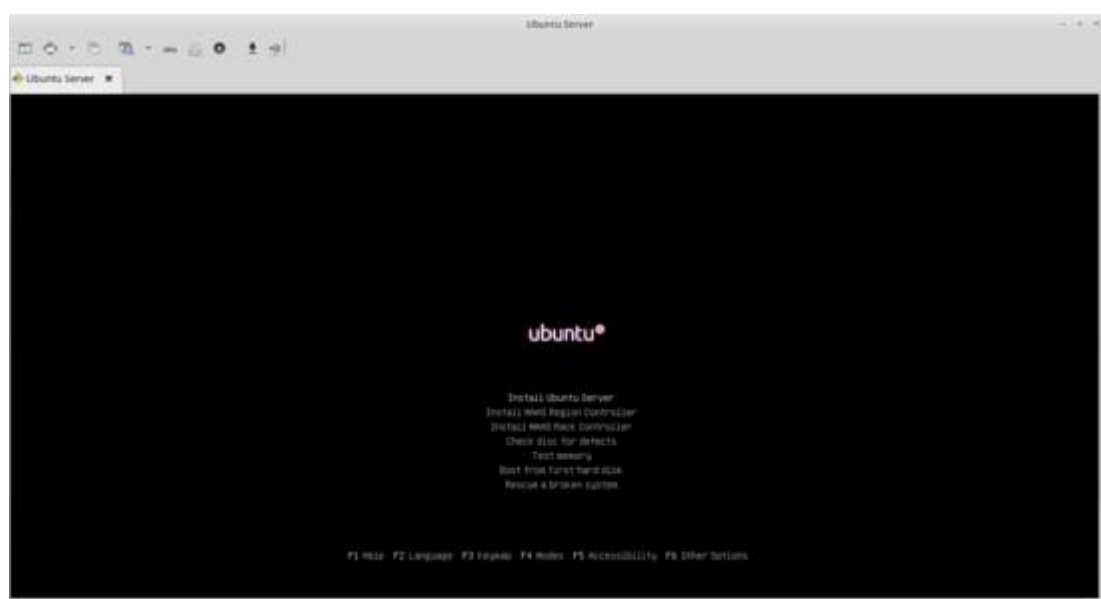 Ubuntu Server
Ubuntu Server
ubuntu
Install Ubuntu Server
Install MAAS Region Controller
Install MAAS Rack Controller
Check disc for defects
Test memory
Boot from first hard disk
Rescue a broken system
F1 Help F2 Language F3 Keymap F4 Modes F5 Accessibility F6 Other Options